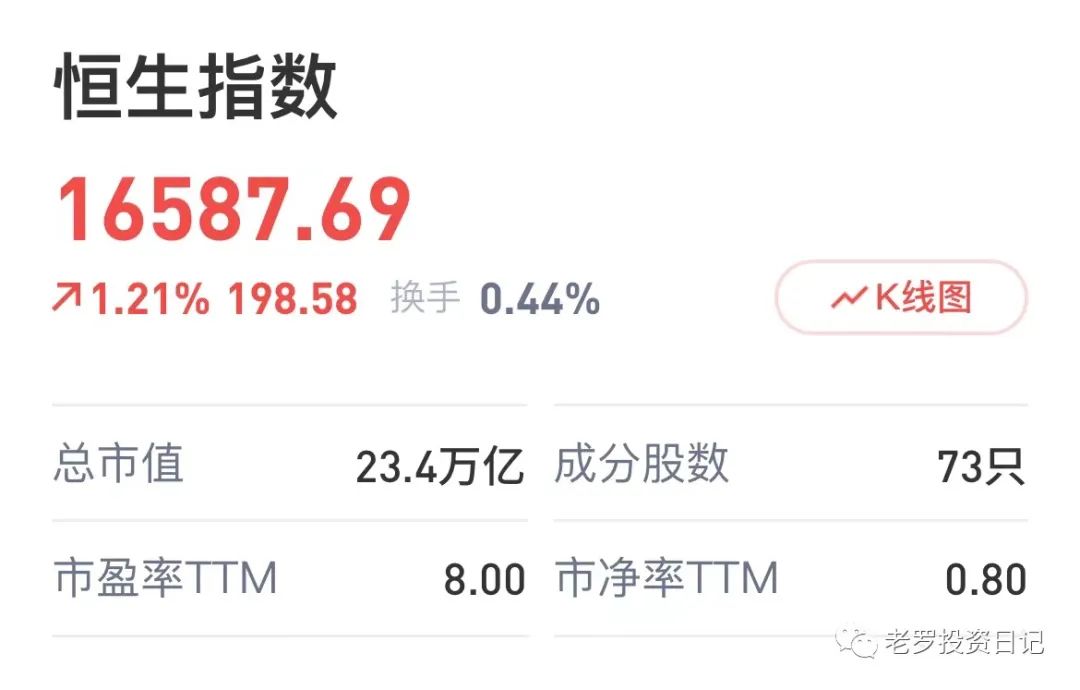 恒生指数
16587.69
1.21% 198.58 换手 0.44%
K线图
总市值 23.4万亿 成分股数 73只
市盈率TTM 8.00 市净率TTM 0.80
老罗投资日记